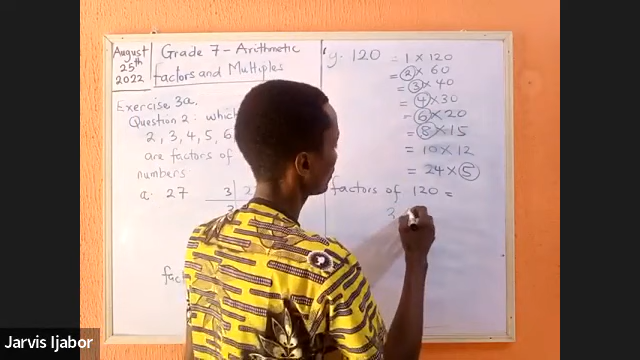 August
25th
2022
Grade 7 - Arithmetic
factors and Multiples
Exercise 3a.
Question 2: which
2, 3, 4, 5, 6
are factors of
numbers
a. 27
3
y. 120 = 1 × 120
= 2 × 60
= 3 × 40
= 4 × 30
= 6 × 20
= 8 × 15
= 10 × 12
= 24 × 5
factors of 120 =
Jarvis Ijabor